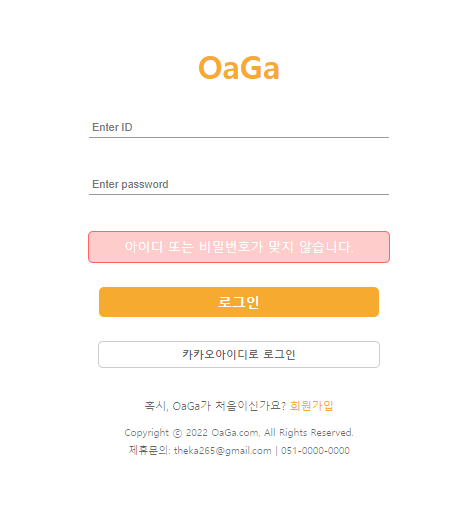 OaGa
Enter ID
Enter password
아이디 또는 비밀번호가 맞지 않습니다.
로그인
카카오아이디로 로그인
혹시, OaGa가 처음이신가요? 회원가입
Copyright ⓒ 2022 OaGa.com, All Rights Reserved.
제휴문의: theka265@gmail.com | 051-0000-0000